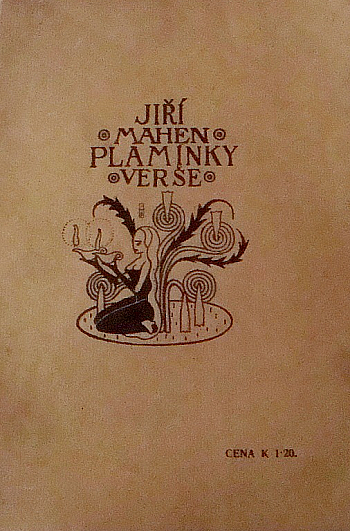 JIŘÍ
MAHEN
PLAMÍNKY
VERŠE
CENA K 1·20.